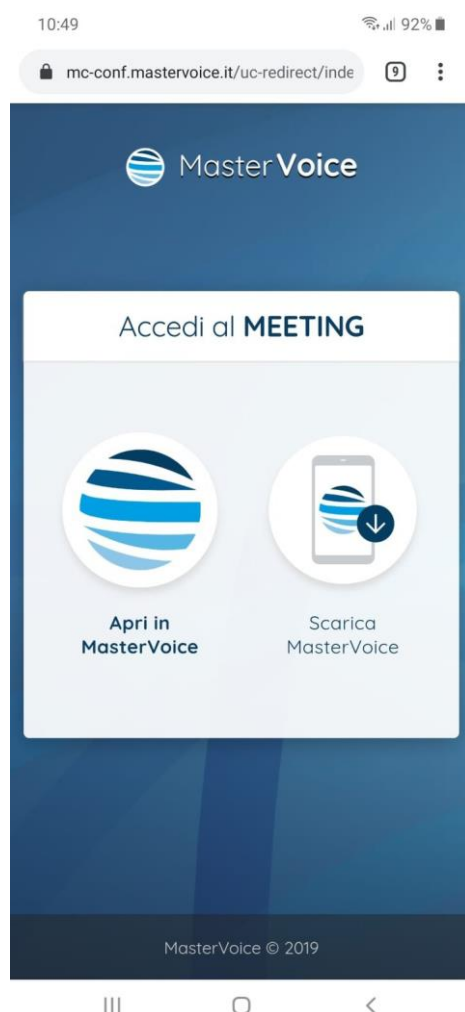 10:49 92%
mc-conf.mastervoice.it/uc-redirect/inde 9
MasterVoice
Accedi al MEETING
Apri in
MasterVoice
Scarica
MasterVoice
MasterVoice © 2019